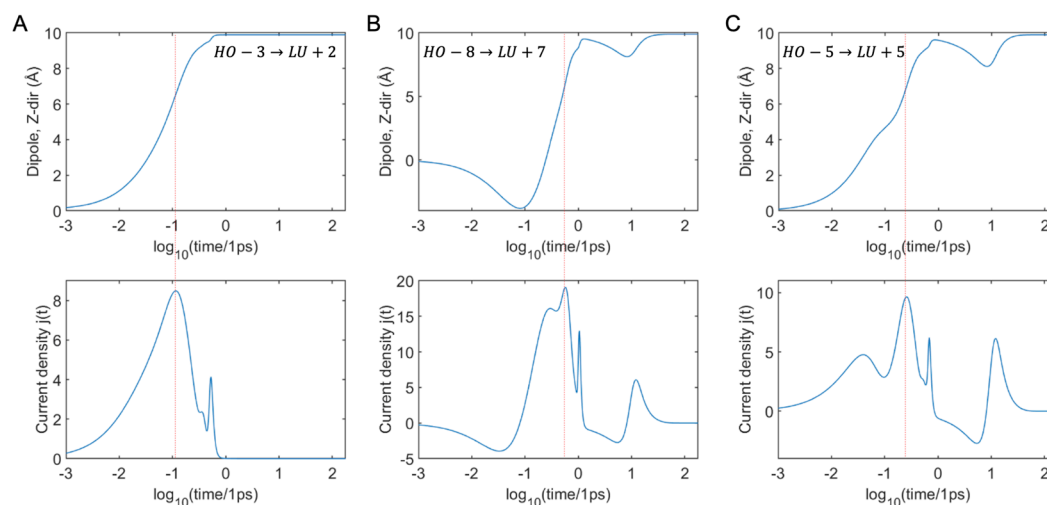 A
B
C
HO − 3 → LU + 2
HO − 8 → LU + 7
HO − 5 → LU + 5
Dipole, Z-dir (Å)
10
8
6
4
2
0
-3 -2 -1 0 1 2
log10(time/1ps)
Dipole, Z-dir (Å)
10
5
0
-3 -2 -1 0 1 2
log10(time/1ps)
Dipole, Z-dir (Å)
10
8
6
4
2
0
-3 -2 -1 0 1 2
log10(time/1ps)
Current density j(t)
8
6
4
2
0
-3 -2 -1 0 1 2
log10(time/1ps)
Current density j(t)
20
15
10
5
0
-5
-3 -2 -1 0 1 2
log10(time/1ps)
Current density j(t)
10
5
0
-3 -2 -1 0 1 2
log10(time/1ps)